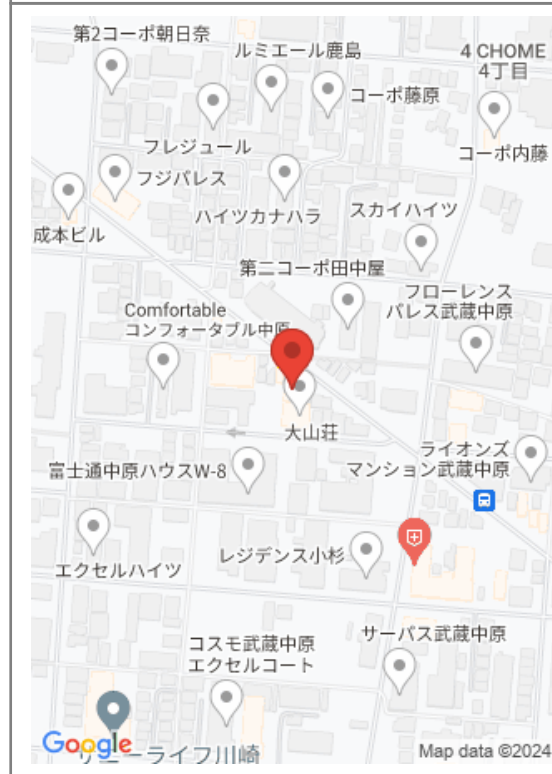 第2コーポ朝日奈
ルミエール鹿島
4 CHOME
4丁目
コーポ藤原
フレジュール
コーポ内藤
フジパレス
ハイツカナハラ
スカイハイツ
成本ビル
第二コーポ田中屋
フローレンス
パレス武蔵中原
Comfortable
コンフォータブル中原
大山荘
ライオンズ
マンション武蔵中原
富士通中原ハウスW-8
レジデンス小杉
エクセルハイツ
サーパス武蔵中原
コスモ武蔵中原
エクセルコート
Google
サニーライフ川崎
Map data ©2024